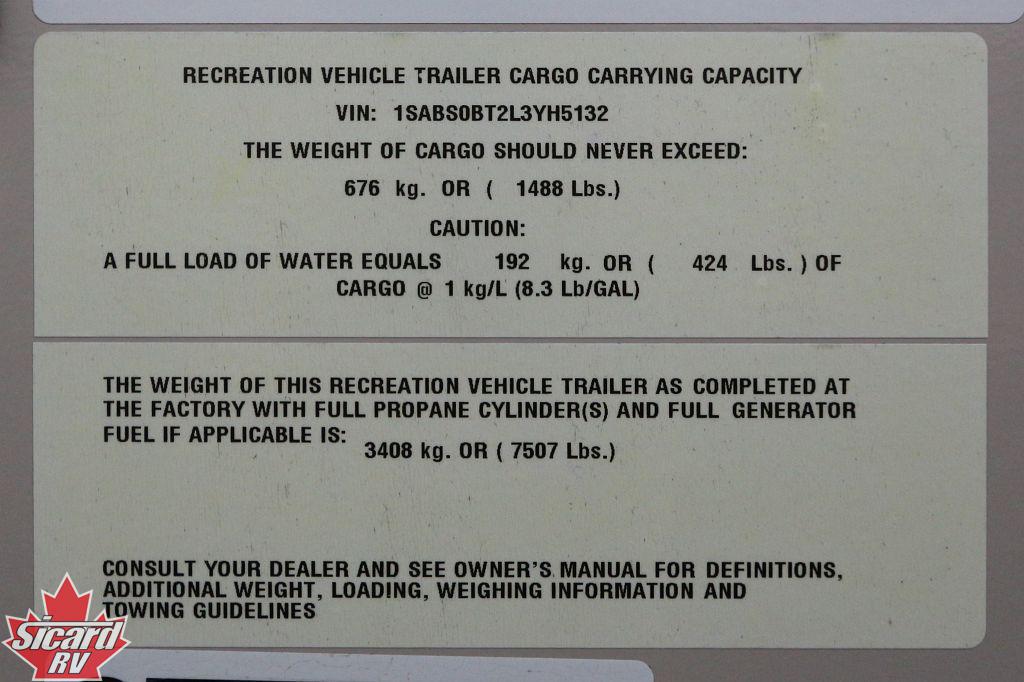 RECREATION VEHICLE TRAILER CARGO CARRYING CAPACITY
VIN: 1SABS0BT2L3YH5132
THE WEIGHT OF CARGO SHOULD NEVER EXCEED:
676 kg. OR ( 1488 Lbs.)
CAUTION:
A FULL LOAD OF WATER EQUALS 192 kg. OR ( 424 Lbs. ) OF
CARGO @ 1 kg/L (8.3 Lb/GAL)
THE WEIGHT OF THIS RECREATION VEHICLE TRAILER AS COMPLETED AT
THE FACTORY WITH FULL PROPANE CYLINDER(S) AND FULL GENERATOR
FUEL IF APPLICABLE IS:
3408 kg. OR ( 7507 Lbs.)
CONSULT YOUR DEALER AND SEE OWNER'S MANUAL FOR DEFINITIONS,
ADDITIONAL WEIGHT, LOADING, WEIGHING INFORMATION AND
TOWING GUIDELINES
Sicard
RV